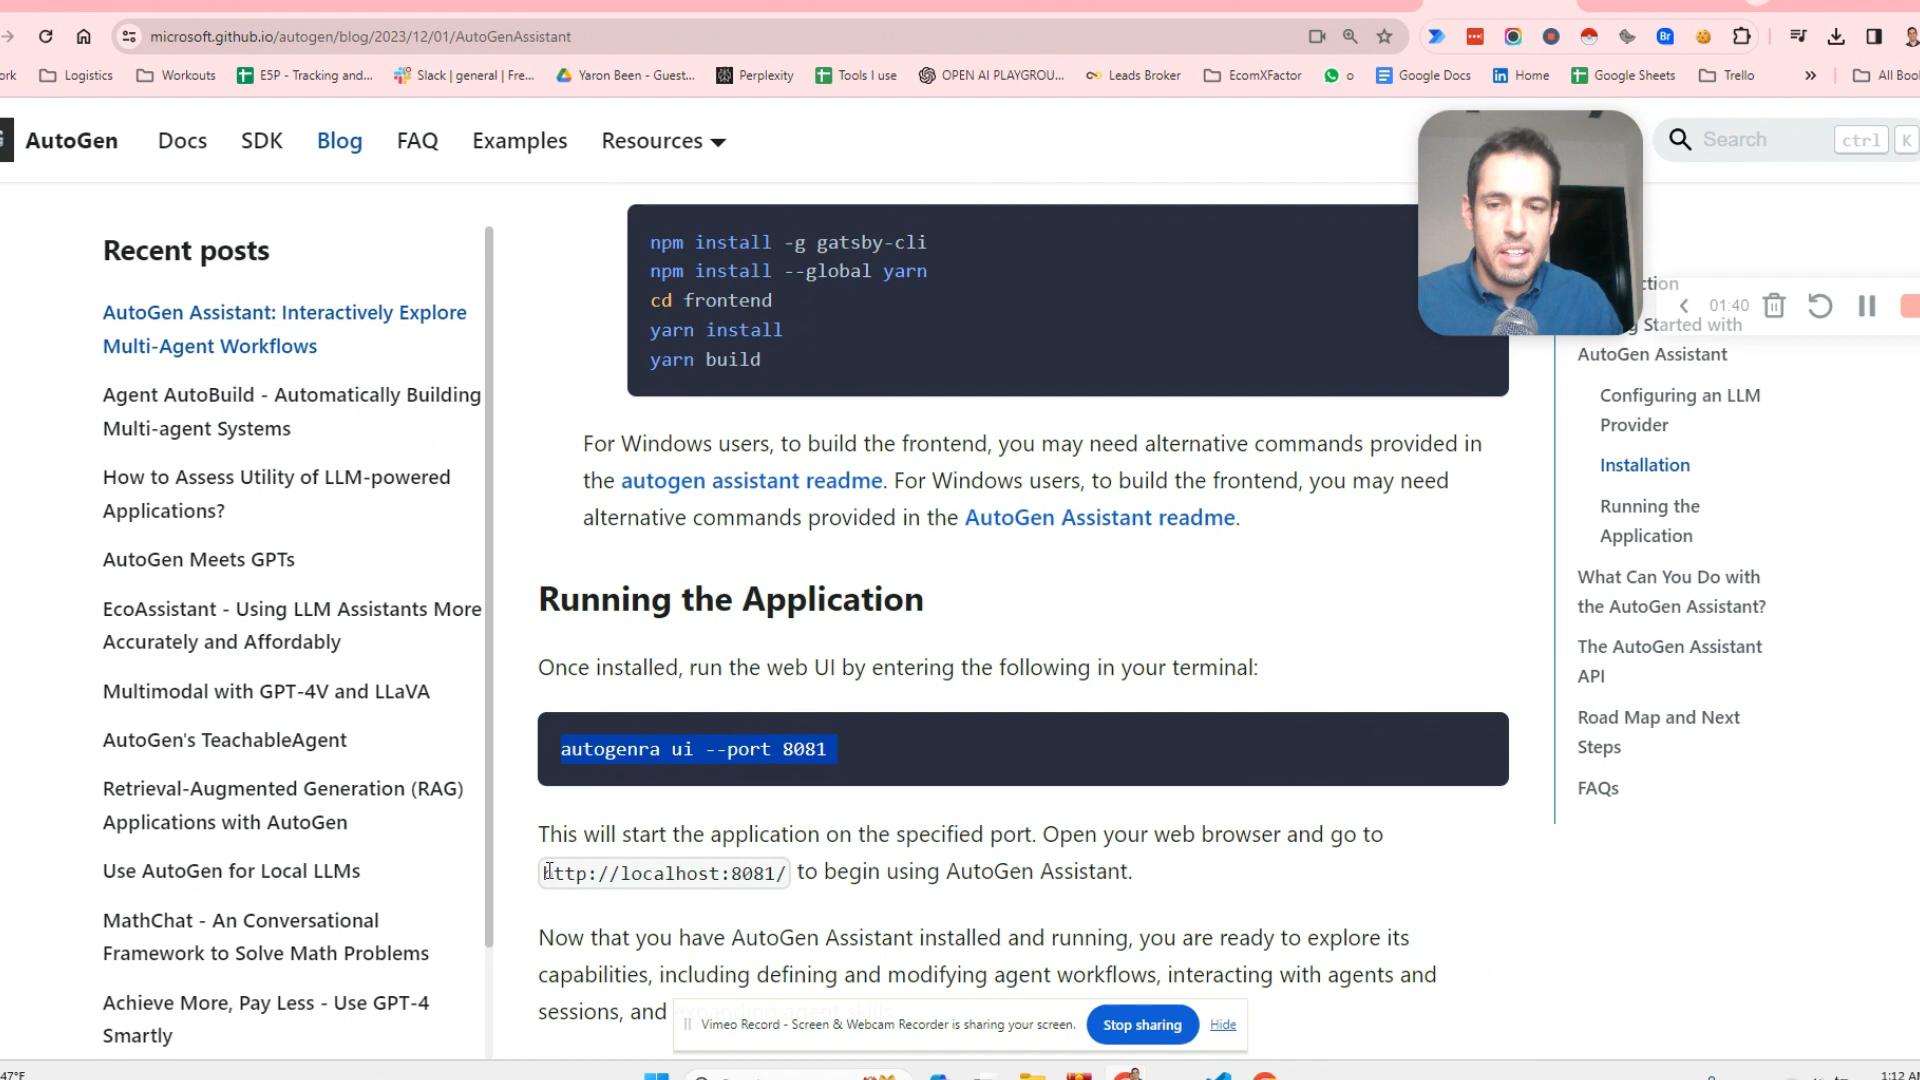 microsoft.github.io/autogen/blog/2023/12/01/AutoGenAssistant
ork Logistics Workouts E5P - Tracking and... Slack | general | Fre... Yaron Been - Guest... Perplexity Tools I use OPEN AI PLAYGROU... Leads Broker EcomXFactor o Google Docs Home Google Sheets Trello » All Boo
AutoGen Docs SDK Blog FAQ Examples Resources Search ctrl K
Recent posts
AutoGen Assistant: Interactively Explore
Multi-Agent Workflows
Agent AutoBuild - Automatically Building
Multi-agent Systems
How to Assess Utility of LLM-powered
Applications?
AutoGen Meets GPTs
EcoAssistant - Using LLM Assistants More
Accurately and Affordably
Multimodal with GPT-4V and LLaVA
AutoGen's TeachableAgent
Retrieval-Augmented Generation (RAG)
Applications with AutoGen
Use AutoGen for Local LLMs
MathChat - An Conversational
Framework to Solve Math Problems
Achieve More, Pay Less - Use GPT-4
Smartly
npm install -g gatsby-cli
npm install --global yarn
cd frontend
yarn install
yarn build
For Windows users, to build the frontend, you may need alternative commands provided in
the autogen assistant readme. For Windows users, to build the frontend, you may need
alternative commands provided in the AutoGen Assistant readme.
Running the Application
Once installed, run the web UI by entering the following in your terminal:
autogenra ui --port 8081
This will start the application on the specified port. Open your web browser and go to
http://localhost:8081/ to begin using AutoGen Assistant.
Now that you have AutoGen Assistant installed and running, you are ready to explore its
capabilities, including defining and modifying agent workflows, interacting with agents and
sessions, and expanding agent skills
Vimeo Record - Screen & Webcam Recorder is sharing your screen. Stop sharing Hide
ction
01:40
g Started with
AutoGen Assistant
Configuring an LLM
Provider
Installation
Running the
Application
What Can You Do with
the AutoGen Assistant?
The AutoGen Assistant
API
Road Map and Next
Steps
FAQs
47°F
1:12 AM